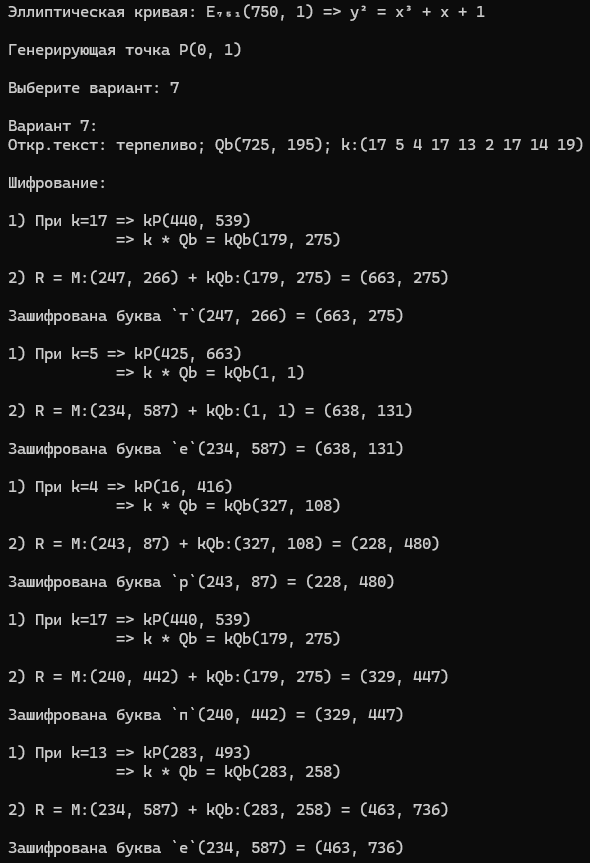 Эллиптическая кривая: E₇₅₁(750, 1) => y² = x³ + x + 1
Генерирующая точка P(0, 1)
Выберите вариант: 7
Вариант 7:
Откр.текст: терпеливо; Qb(725, 195); k:(17 5 4 17 13 2 17 14 19)
Шифрование:
1) При k=17 => kP(440, 539)
=> k * Qb = kQb(179, 275)
2) R = M:(247, 266) + kQb:(179, 275) = (663, 275)
Зашифрована буква `т`(247, 266) = (663, 275)
1) При k=5 => kP(425, 663)
=> k * Qb = kQb(1, 1)
2) R = M:(234, 587) + kQb:(1, 1) = (638, 131)
Зашифрована буква `е`(234, 587) = (638, 131)
1) При k=4 => kP(16, 416)
=> k * Qb = kQb(327, 108)
2) R = M:(243, 87) + kQb:(327, 108) = (228, 480)
Зашифрована буква `р`(243, 87) = (228, 480)
1) При k=17 => kP(440, 539)
=> k * Qb = kQb(179, 275)
2) R = M:(240, 442) + kQb:(179, 275) = (329, 447)
Зашифрована буква `п`(240, 442) = (329, 447)
1) При k=13 => kP(283, 493)
=> k * Qb = kQb(283, 258)
2) R = M:(234, 587) + kQb:(283, 258) = (463, 736)
Зашифрована буква `е`(234, 587) = (463, 736)